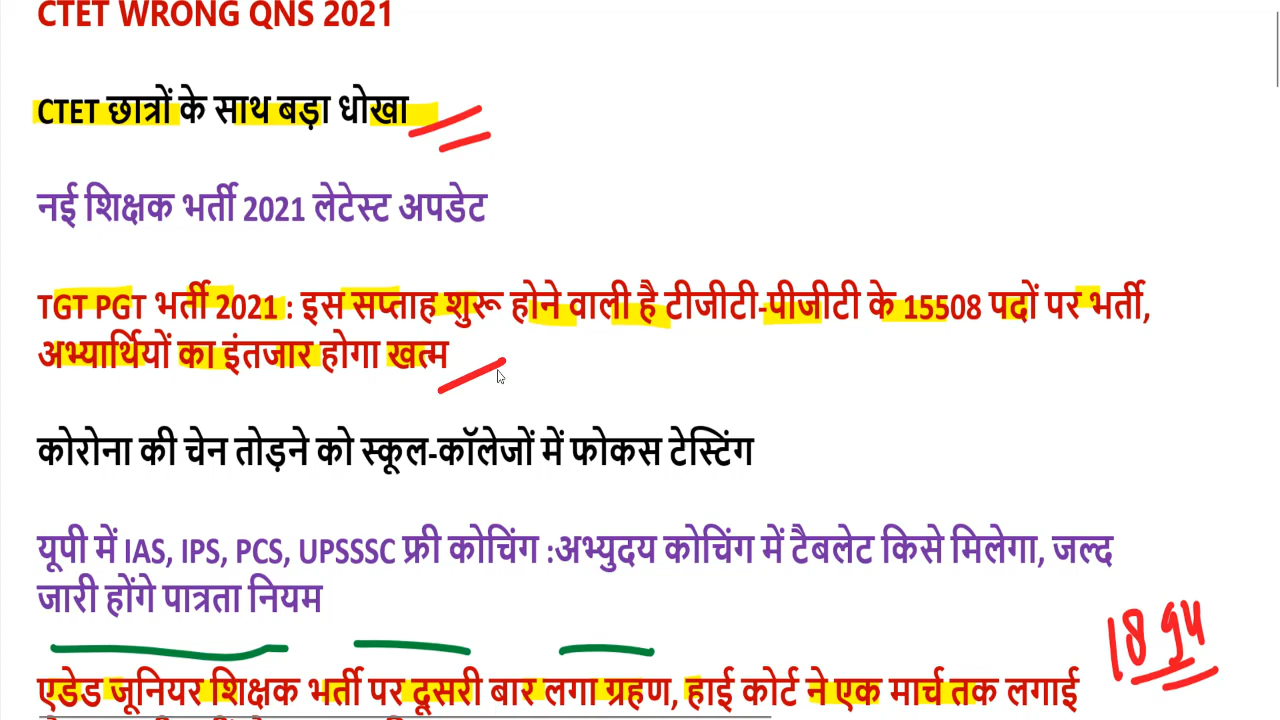 CTET WRONG QNS 2021
CTET छात्रों के साथ बड़ा धोखा
नई शिक्षक भर्ती 2021 लेटेस्ट अपडेट
TGT PGT भर्ती 2021 : इस सप्ताह शुरू होने वाली है टीजीटी-पीजीटी के 15508 पदों पर भर्ती,
अभ्यार्थियों का इंतजार होगा खत्म
कोरोना की चेन तोड़ने को स्कूल-कॉलेजों में फोकस टेस्टिंग
यूपी में IAS, IPS, PCS, UPSSSC फ्री कोचिंग :अभ्युदय कोचिंग में टैबलेट किसे मिलेगा, जल्द
जारी होंगे पात्रता नियम
1894
एडेड जूनियर शिक्षक भर्ती पर दूसरी बार लगा ग्रहण, हाई कोर्ट ने एक मार्च तक लगाई